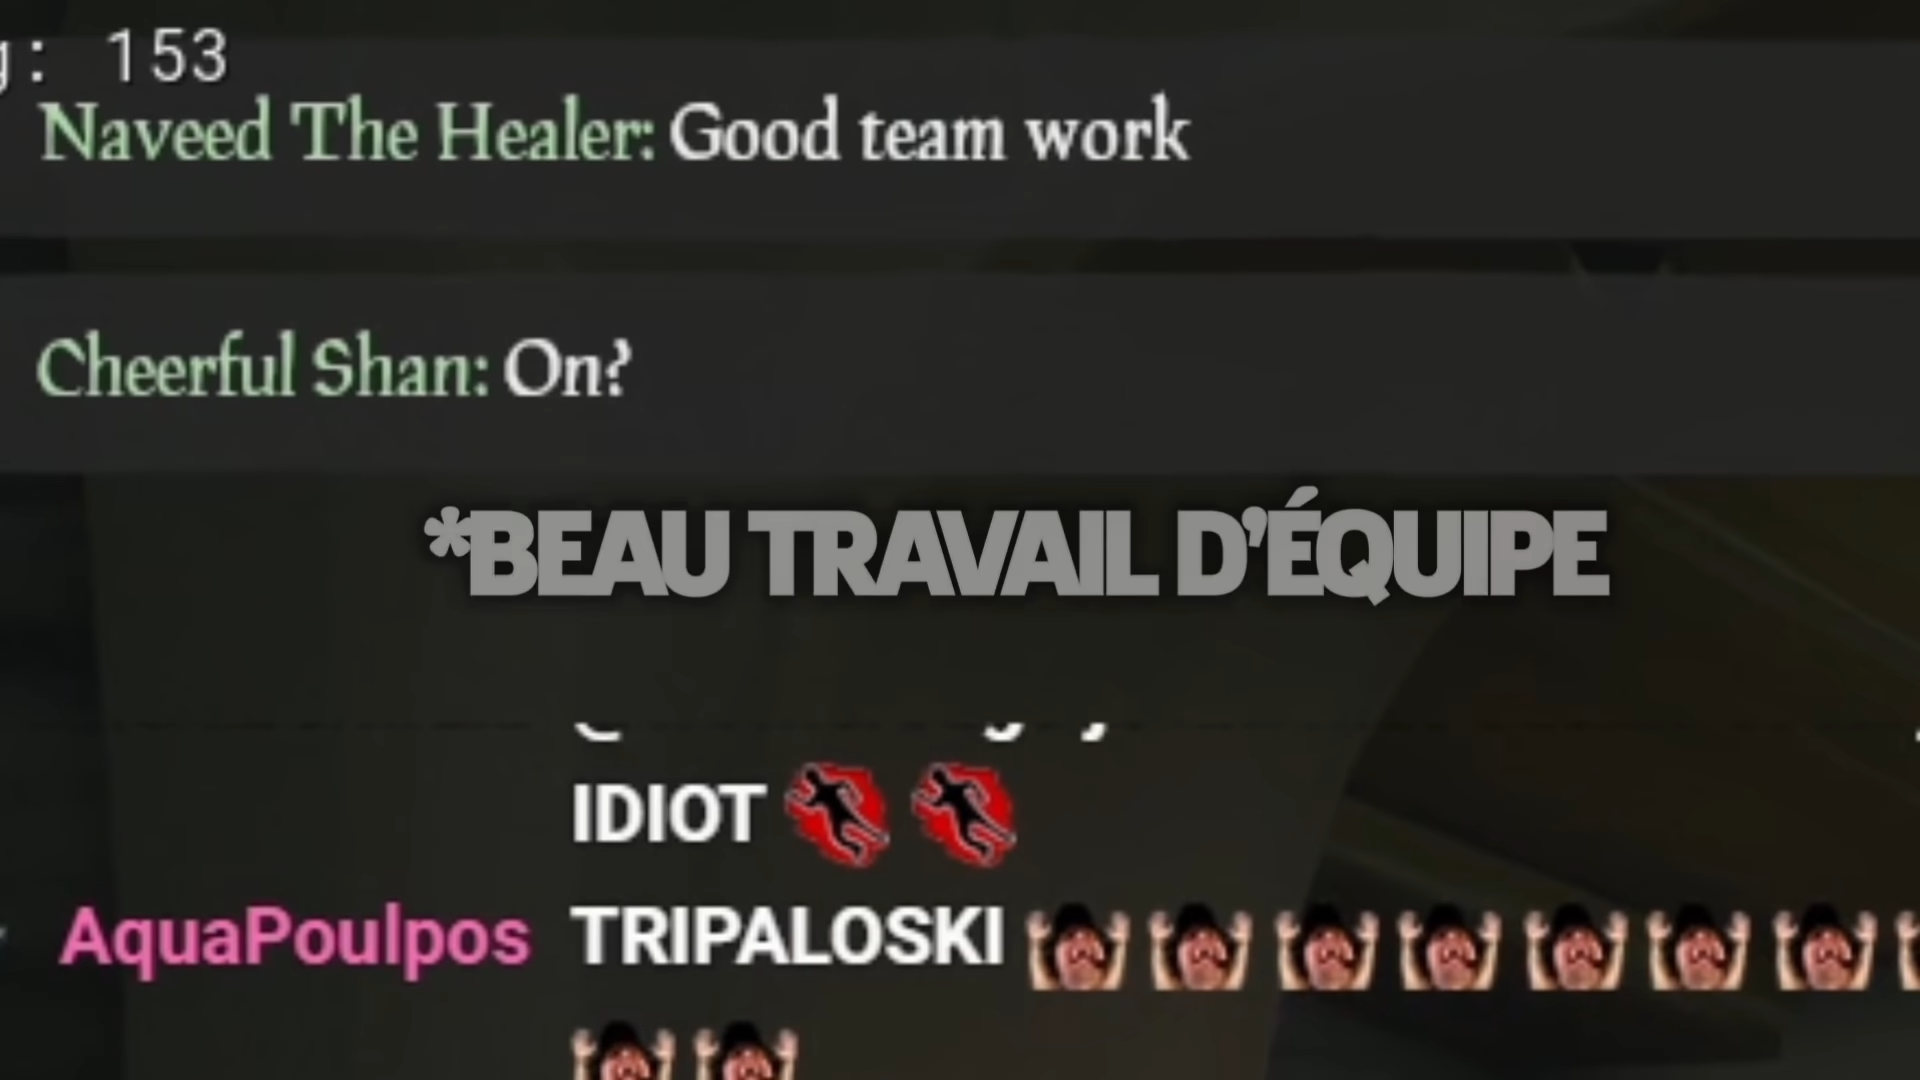 g: 153
Naveed The Healer: Good team work
Cheerful Shan: On?
*BEAU TRAVAIL D'ÉQUIPE
IDIOT
AquaPoulpos TRIPALOSKI